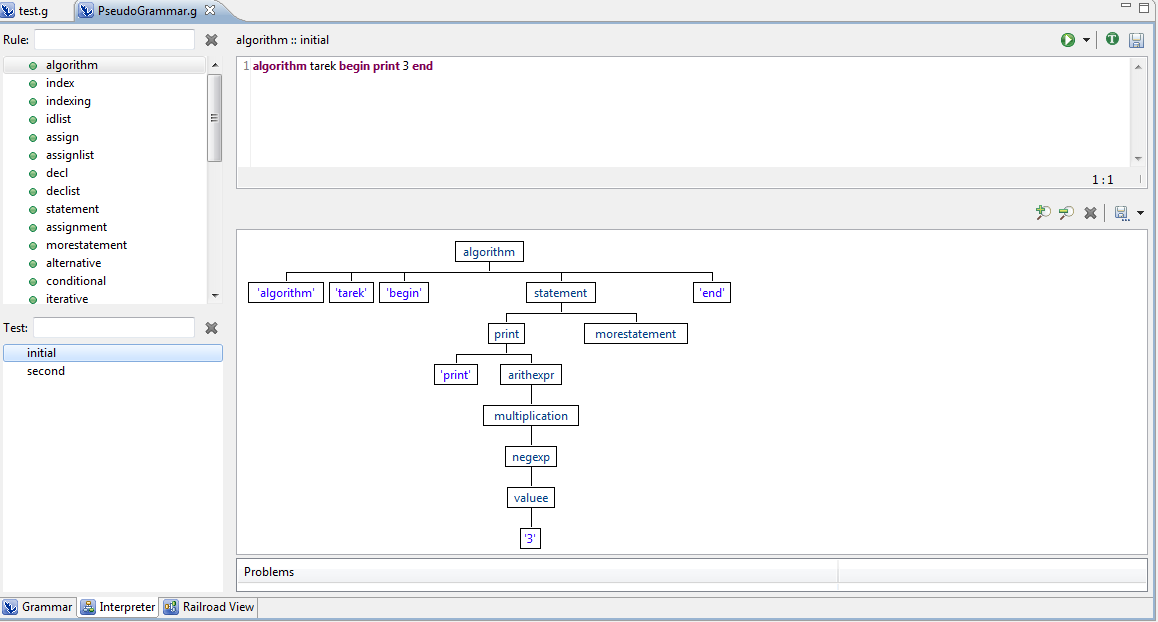 test.g PseudoGrammar.g
Rule: algorithm :: initial
algorithm
index
indexing
idlist
assign
assignlist
decl
declist
statement
assignment
morestatement
alternative
conditional
iterative
Test:
initial
second
1 algorithm tarek begin print 3 end
1 : 1
algorithm
'algorithm' 'tarek' 'begin' statement 'end'
print morestatement
'print' arithexpr
multiplication
negexp
valuee
'3'
Problems
Grammar Interpreter Railroad View